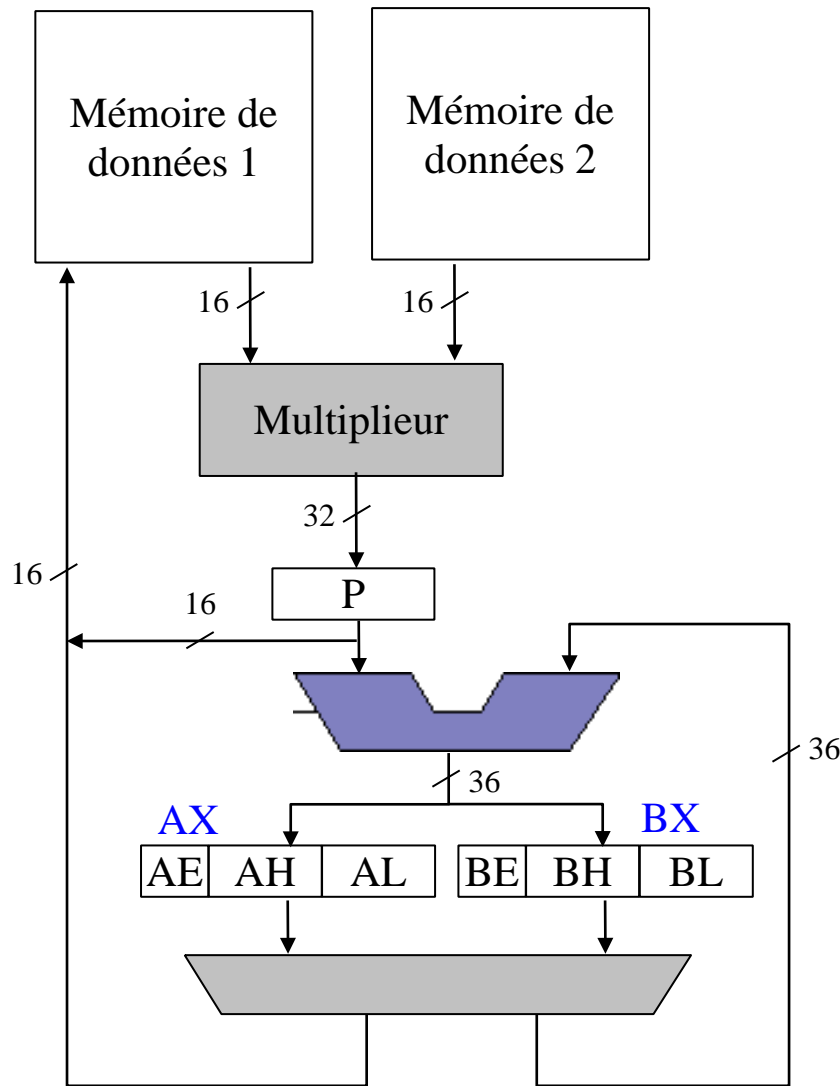 Mémoire de
données 1
Mémoire de
données 2
16
16
Multiplieur
32
16
P
16
36
36
AX
BX
AE AH AL
BE BH BL